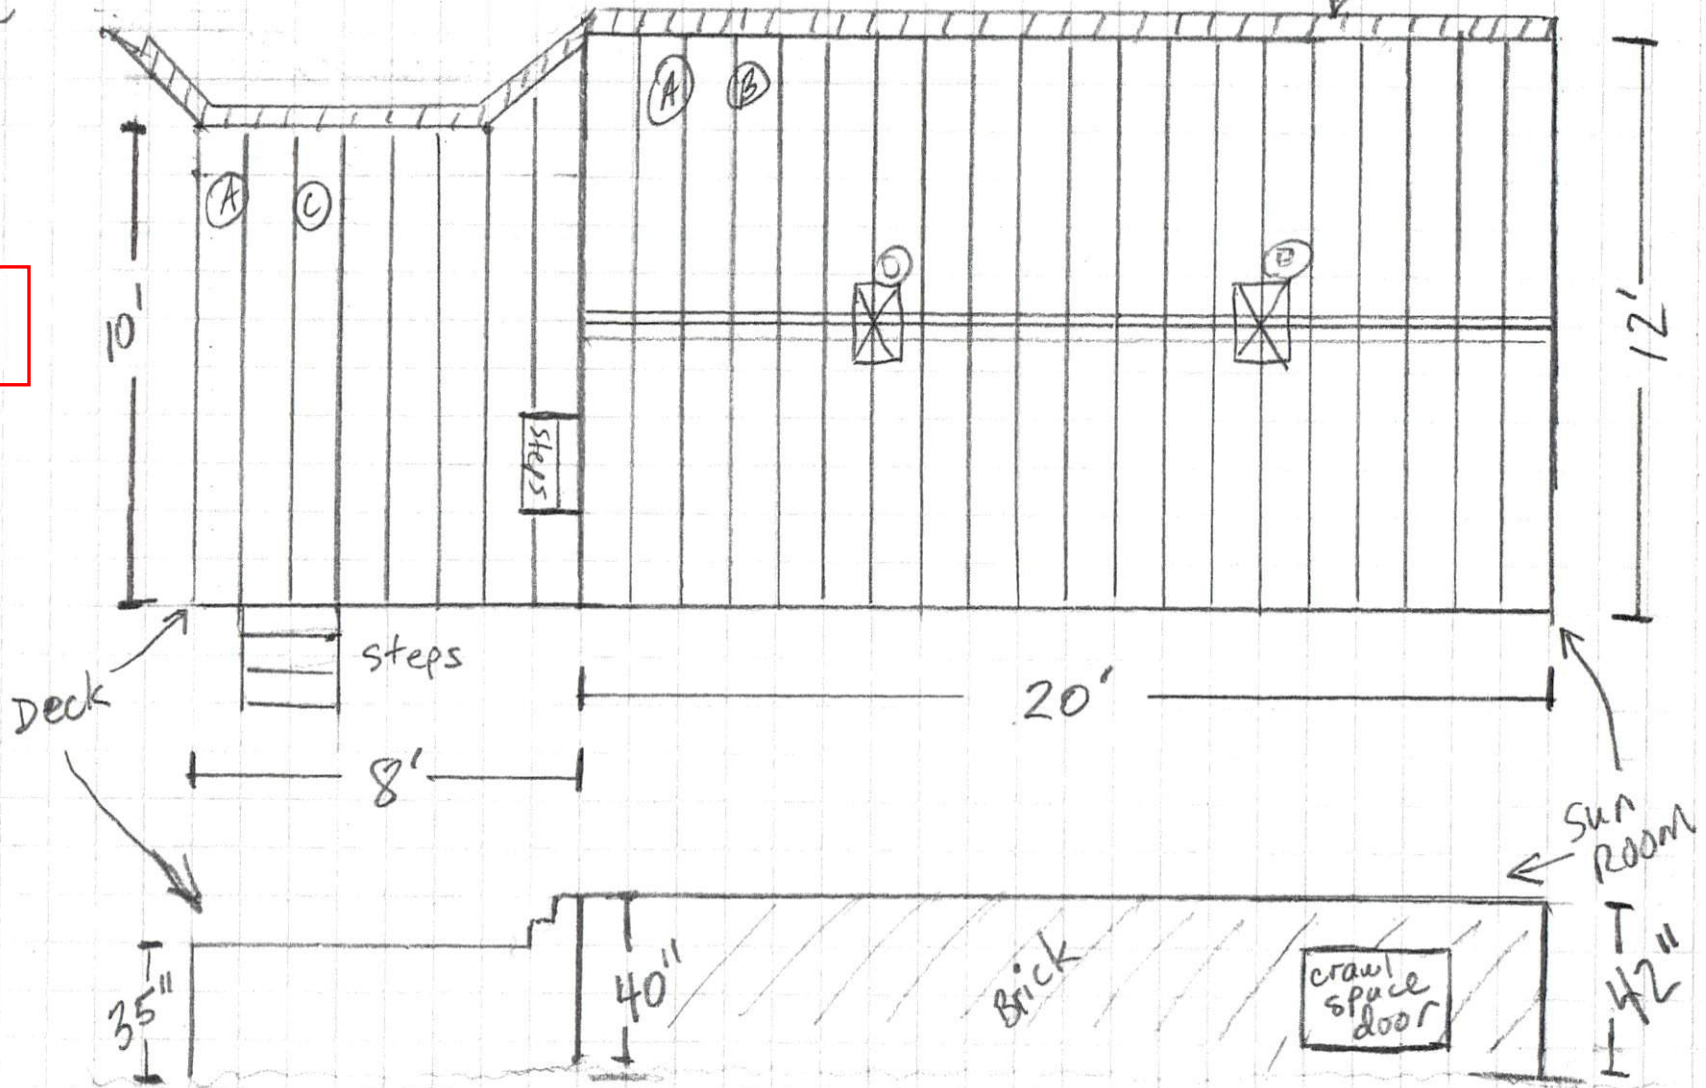 A
B
A
C
D
10'
12'
steps
steps
Deck
20'
8'
sun
Room
35"
40"
Brick
crawl
space
door
42"